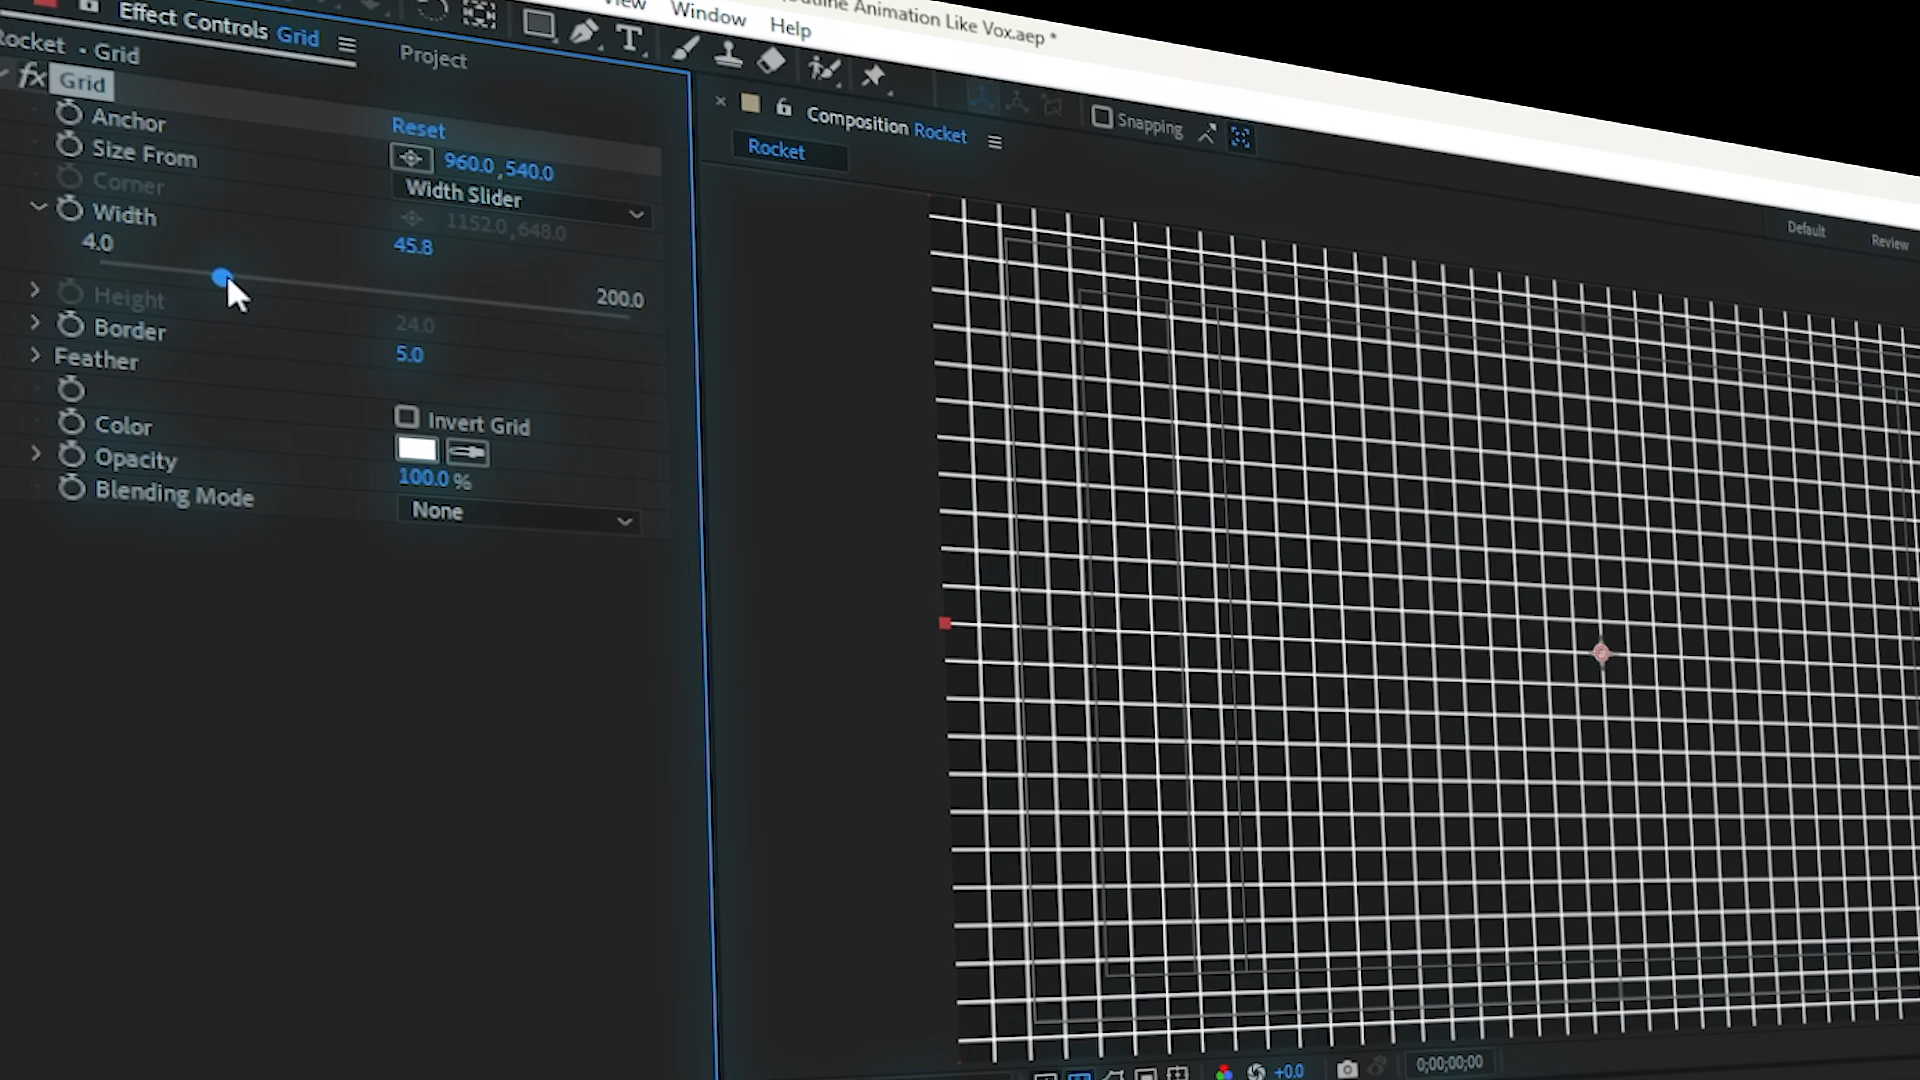 View Window Help
Outline Animation Like Vox.aep *
Effect Controls Grid
Project
Rocket • Grid
fx Grid
Reset
Anchor
960.0, 540.0
Size From
Width Slider
Corner
1152.0, 648.0
Width
45.8
4.0
200.0
Height
24.0
Border
5.0
Feather
Invert Grid
Color
Opacity
100.0 %
Blending Mode
None
Snapping
Default
Review
Composition Rocket
Rocket
+0.0
0;00;00;00